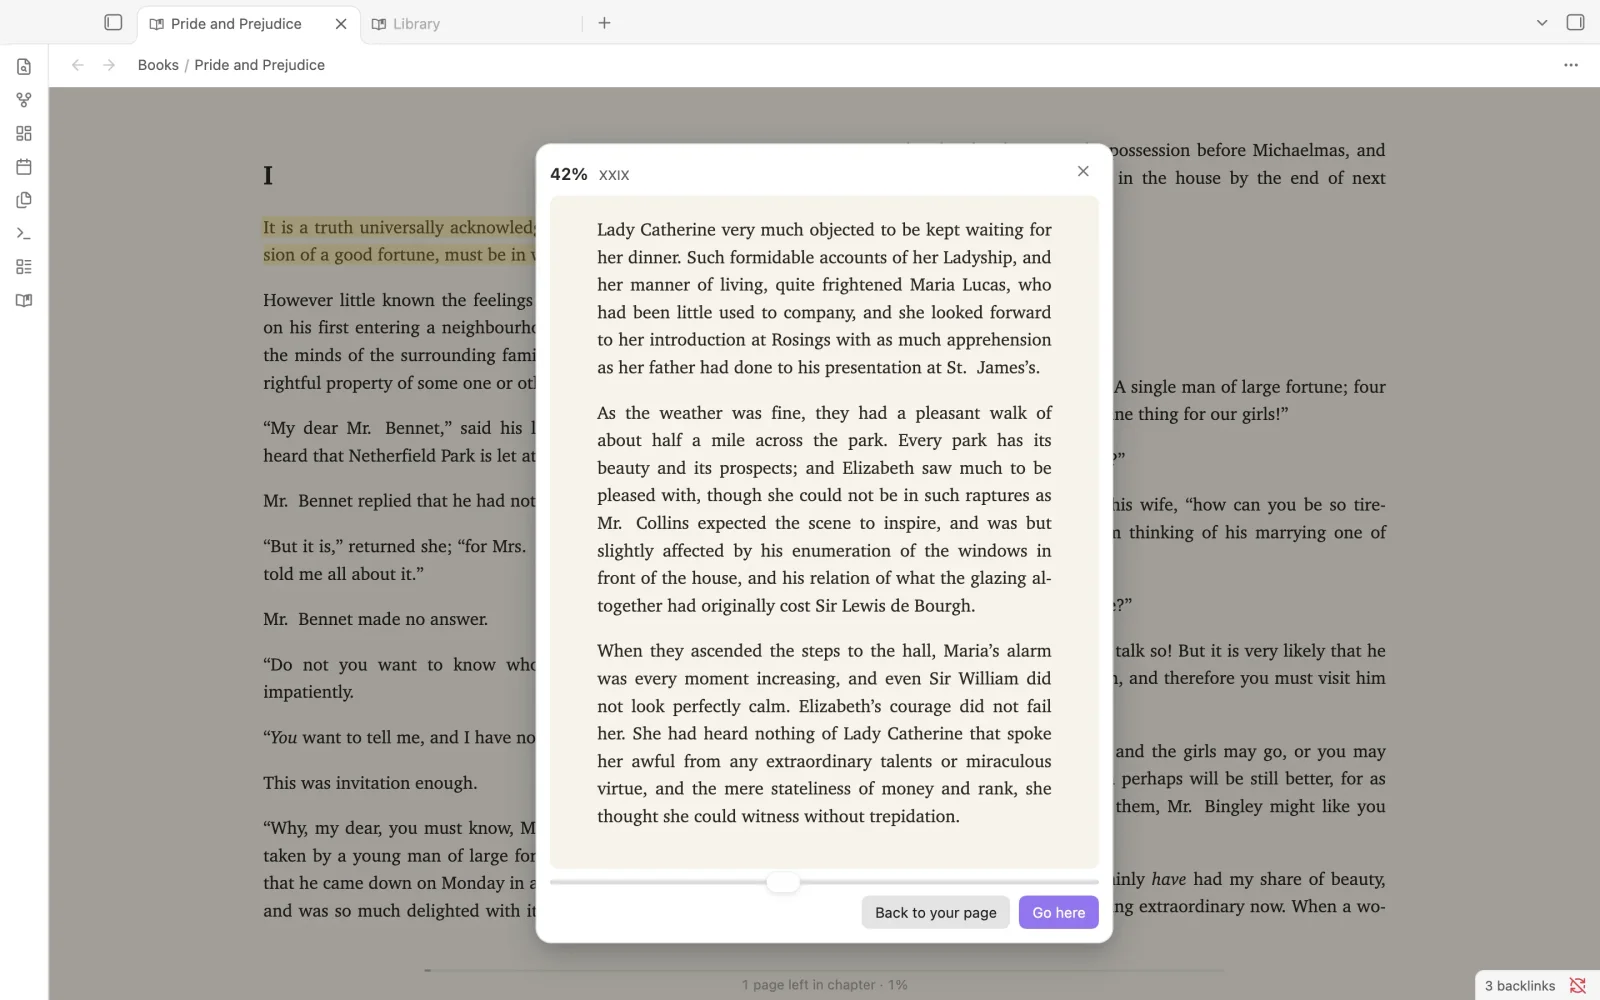 Pride and Prejudice
Library
Books / Pride and Prejudice
I
It is a truth universally acknowledg
sion of a good fortune, must be in
However little known the feelings
on his first entering a neighbourho
the minds of the surrounding fami
rightful property of some one or ot
“My dear Mr. Bennet,” said his l
heard that Netherfield Park is let at
Mr. Bennet replied that he had not
“But it is,” returned she; “for Mrs.
told me all about it.”
Mr. Bennet made no answer.
“Do not you want to know who
impatiently.
“You want to tell me, and I have no
This was invitation enough.
“Why, my dear, you must know, M
taken by a young man of large for
that he came down on Monday in a
and was so much delighted with it
42% XXIX
Lady Catherine very much objected to be kept waiting for
her dinner. Such formidable accounts of her Ladyship, and
her manner of living, quite frightened Maria Lucas, who
had been little used to company, and she looked forward
to her introduction at Rosings with as much apprehension
as her father had done to his presentation at St. James’s.
As the weather was fine, they had a pleasant walk of
about half a mile across the park. Every park has its
beauty and its prospects; and Elizabeth saw much to be
pleased with, though she could not be in such raptures as
Mr. Collins expected the scene to inspire, and was but
slightly affected by his enumeration of the windows in
front of the house, and his relation of what the glazing al-
together had originally cost Sir Lewis de Bourgh.
When they ascended the steps to the hall, Maria’s alarm
was every moment increasing, and even Sir William did
not look perfectly calm. Elizabeth’s courage did not fail
her. She had heard nothing of Lady Catherine that spoke
her awful from any extraordinary talents or miraculous
virtue, and the mere stateliness of money and rank, she
thought she could witness without trepidation.
Back to your page
Go here
possession before Michaelmas, and
in the house by the end of next
A single man of large fortune; four
ne thing for our girls!”
?”
his wife, “how can you be so tire-
thinking of his marrying one of
e?”
talk so! But it is very likely that he
, and therefore you must visit him
and the girls may go, or you may
perhaps will be still better, for as
them, Mr. Bingley might like you
inly have had my share of beauty,
ng extraordinary now. When a wo-
1 page left in chapter · 1%
3 backlinks